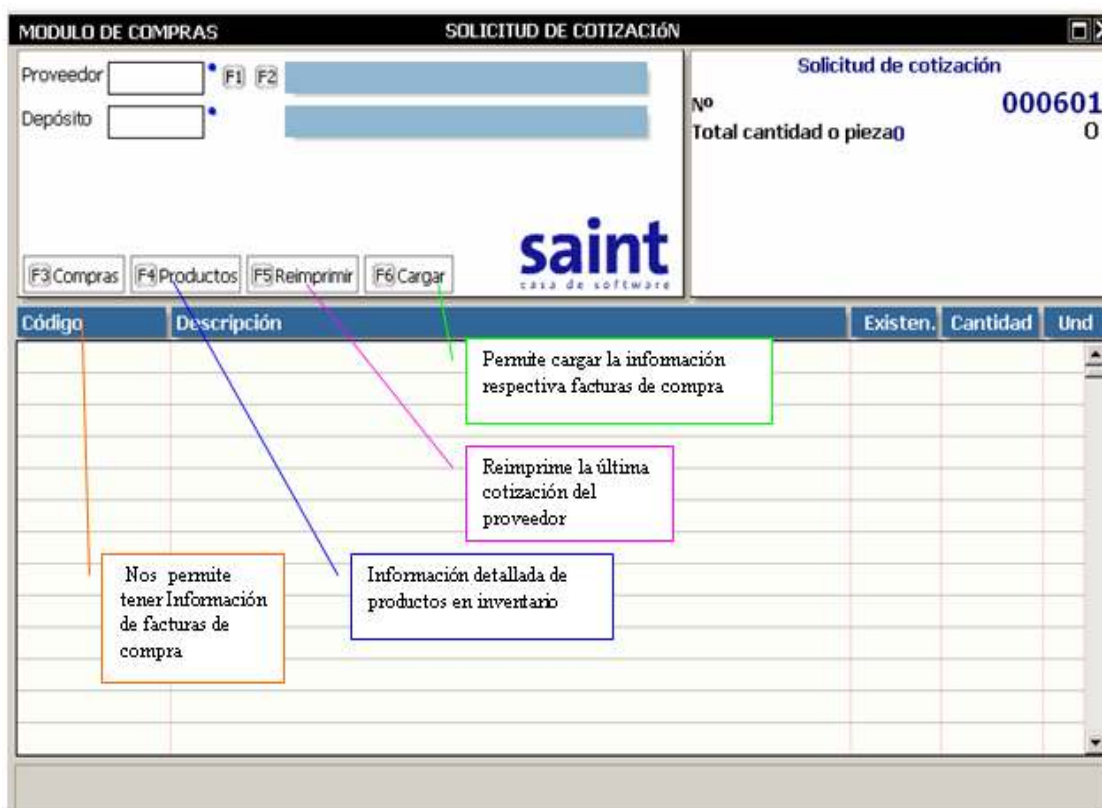 MODULO DE COMPRAS SOLICITUD DE COTIZACIóN
Proveedor F1 F2
Depósito
Solicitud de cotización
Nº 000601
Total cantidad o pieza0 0
saint
casa de software
F3 Compras F4 Productos F5 Reimprimir F6 Cargar
Código Descripción Existen. Cantidad Und
Permite cargar la información
respectiva facturas de compra
Reimprime la última
cotización del
proveedor
Información detallada de
productos en inventario
Nos permite
tener Información
de facturas de
compra